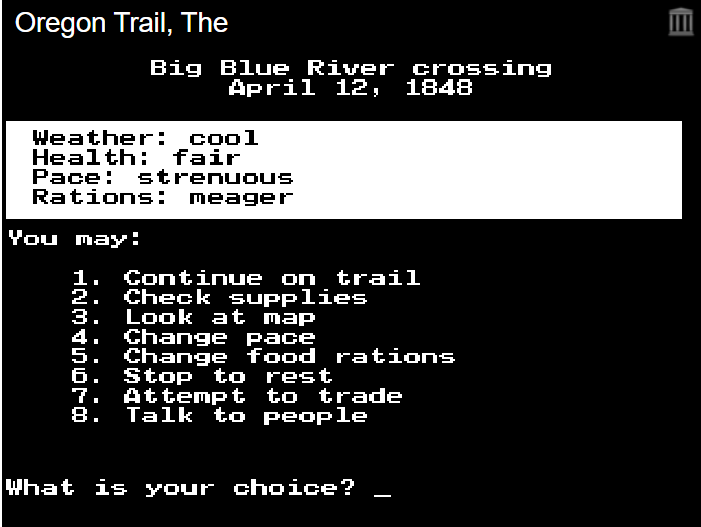 Oregon Trail, The
Big Blue River crossing
April 12, 1848
Weather: cool
Health: fair
Pace: strenuous
Rations: meager
You may:
1. Continue on trail
2. Check supplies
3. Look at map
4. Change pace
5. Change food rations
6. Stop to rest
7. Attempt to trade
8. Talk to people
What is your choice? _